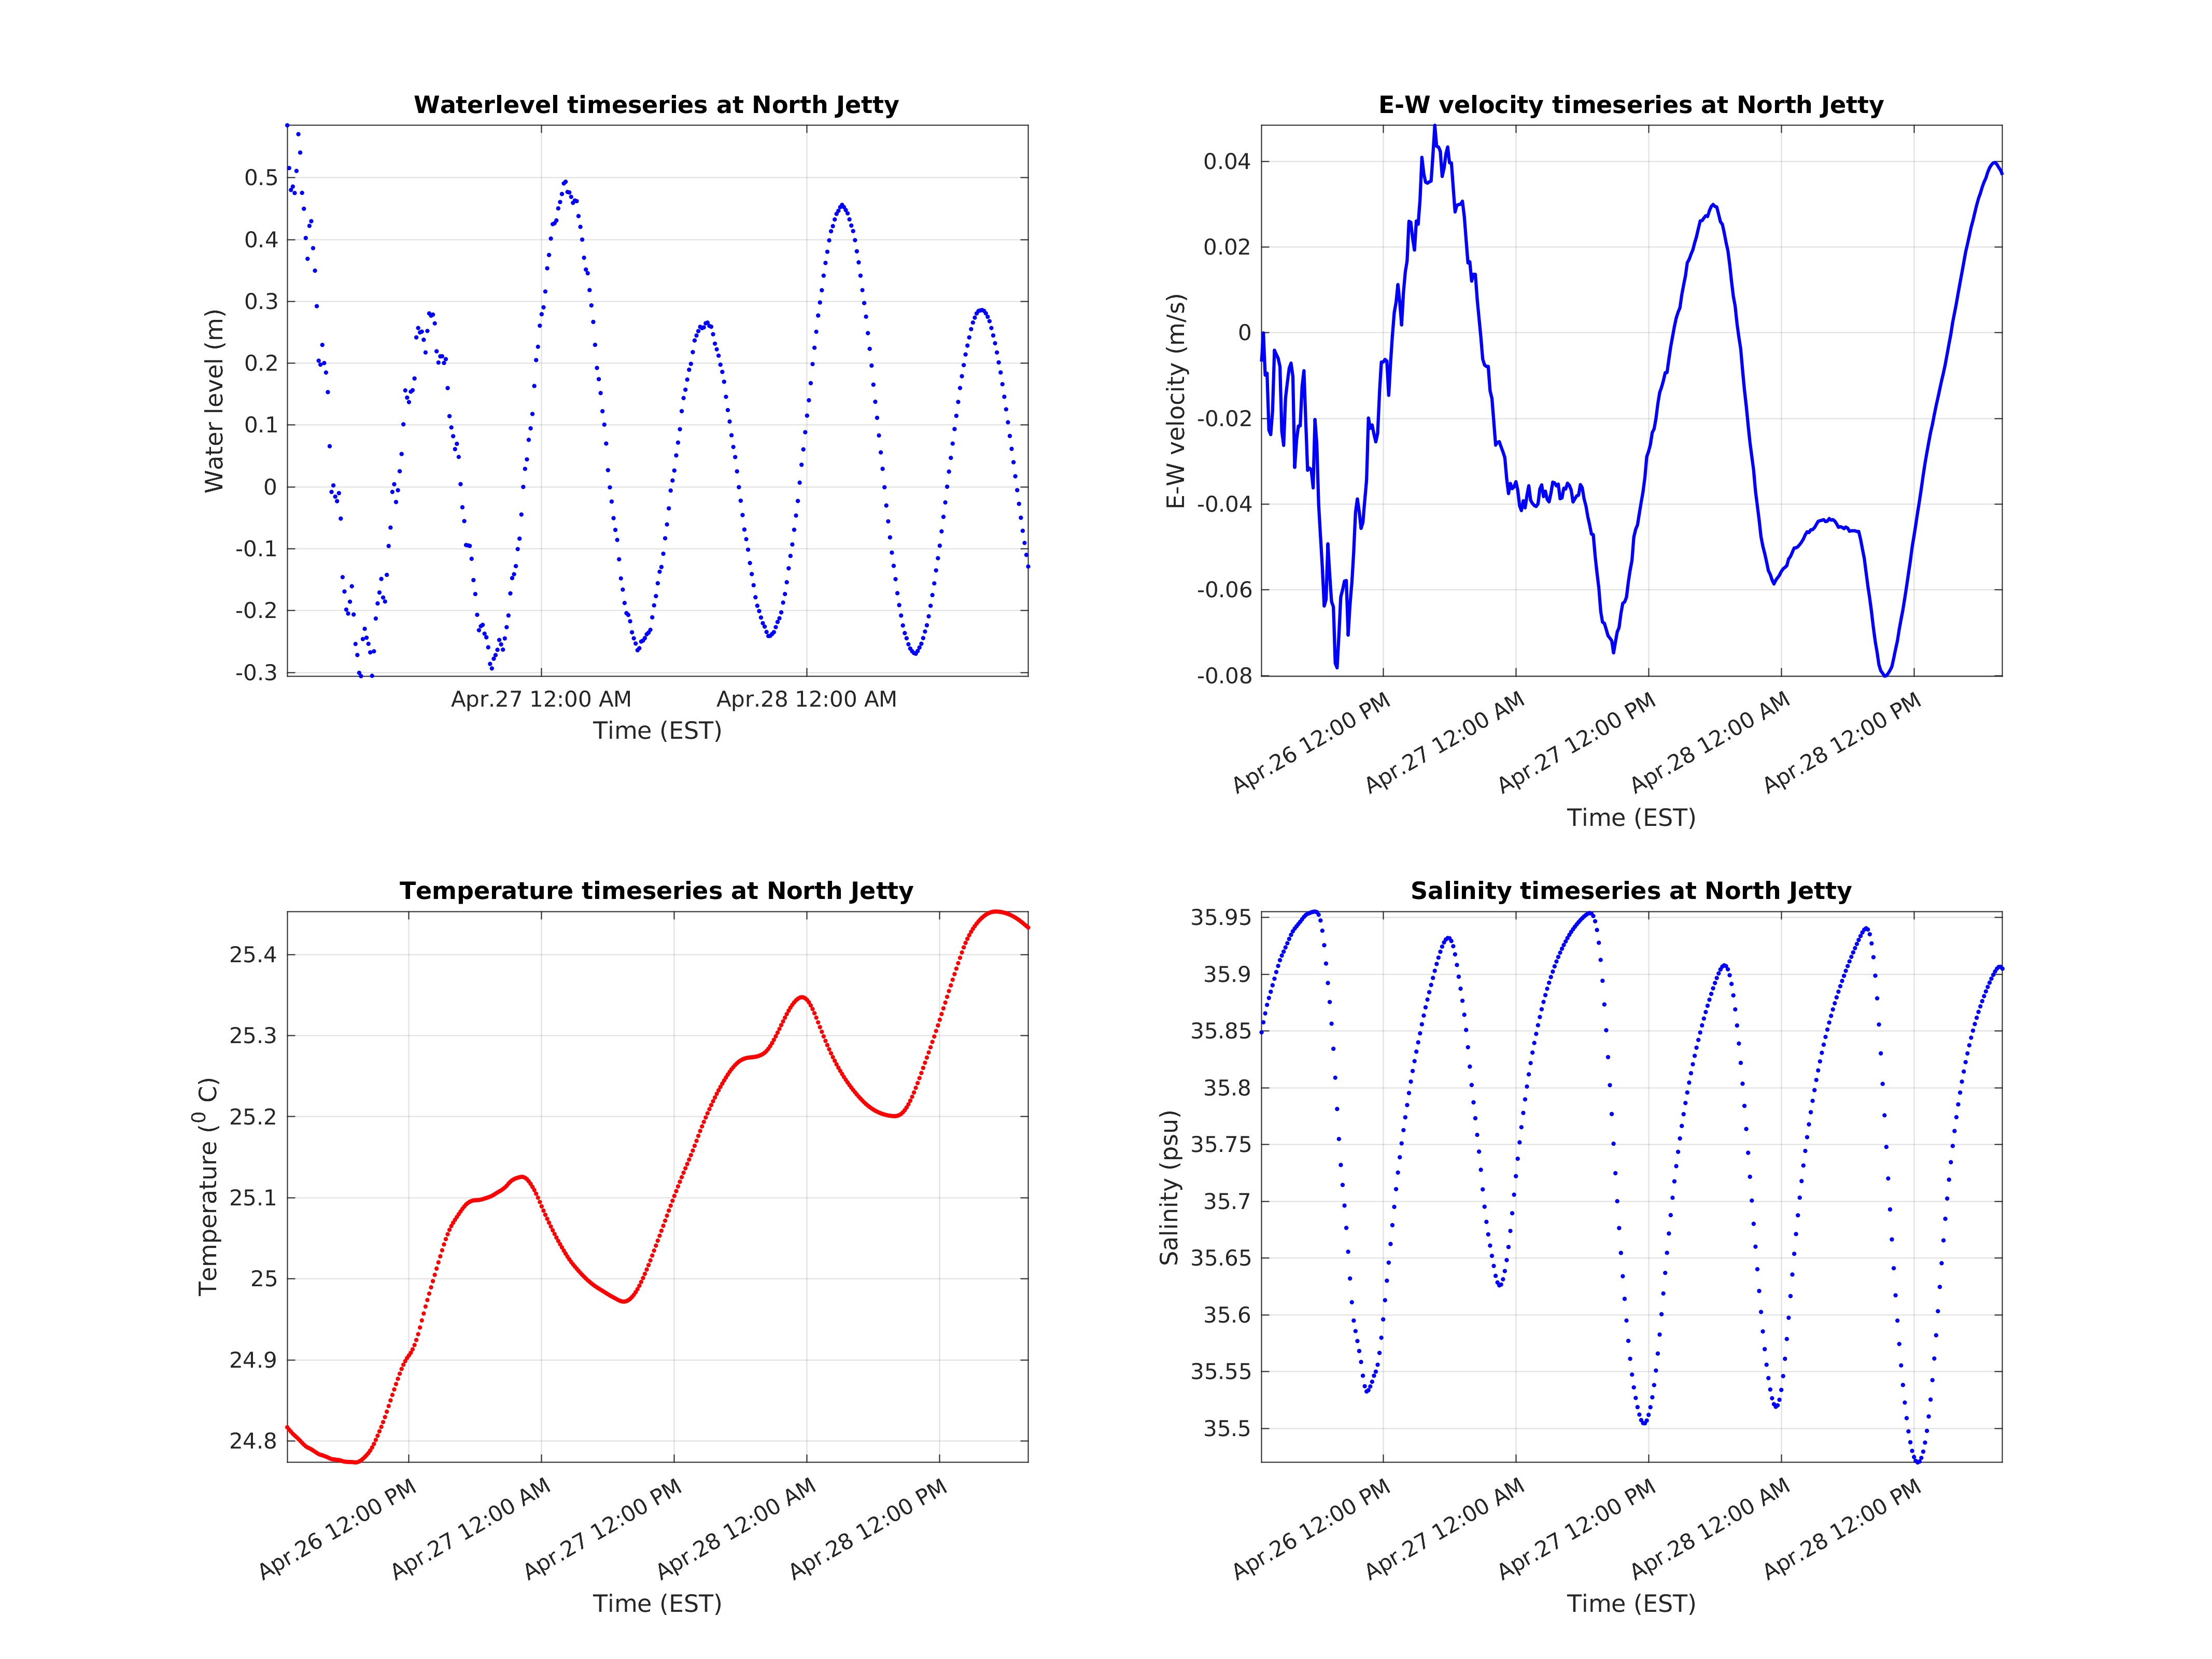 Waterlevel timeseries at North Jetty
0.5
0.4
0.3
0.2
0.1
0
-0.1
-0.2
-0.3
Water level (m)
Apr.27 12:00 AM
Apr.28 12:00 AM
Time (EST)
E-W velocity timeseries at North Jetty
0.04
0.02
0
-0.02
-0.04
-0.06
-0.08
E-W velocity (m/s)
Apr.26 12:00 PM
Apr.27 12:00 AM
Apr.27 12:00 PM
Apr.28 12:00 AM
Apr.28 12:00 PM
Time (EST)
Temperature timeseries at North Jetty
25.4
25.3
25.2
25.1
25
24.9
24.8
Temperature (⁰ C)
Apr.26 12:00 PM
Apr.27 12:00 AM
Apr.27 12:00 PM
Apr.28 12:00 AM
Apr.28 12:00 PM
Time (EST)
Salinity timeseries at North Jetty
35.95
35.9
35.85
35.8
35.75
35.7
35.65
35.6
35.55
35.5
Salinity (psu)
Apr.26 12:00 PM
Apr.27 12:00 AM
Apr.27 12:00 PM
Apr.28 12:00 AM
Apr.28 12:00 PM
Time (EST)